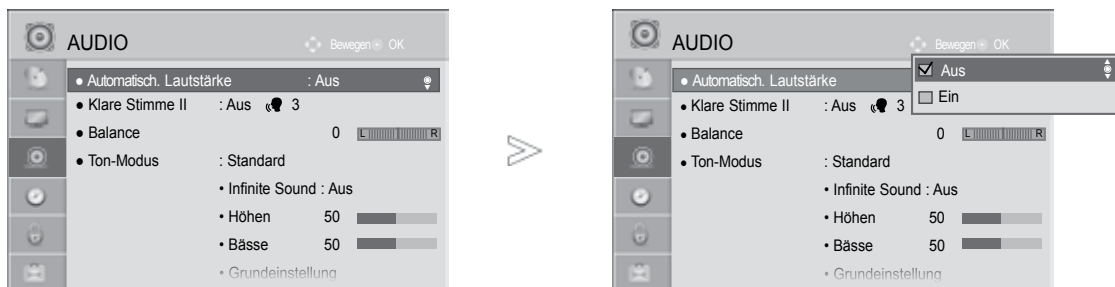 AUDIO
Bewegen OK
● Automatisch. Lautstärke : Aus
● Klare Stimme II : Aus 3
● Balance 0 L R
● Ton-Modus : Standard
• Infinite Sound : Aus
• Höhen 50
• Bässe 50
• Grundeinstellung
>
AUDIO
Bewegen OK
● Automatisch. Lautstärke
Aus
Ein
● Klare Stimme II : Aus 3
● Balance 0 L R
● Ton-Modus : Standard
• Infinite Sound : Aus
• Höhen 50
• Bässe 50
• Grundeinstellung